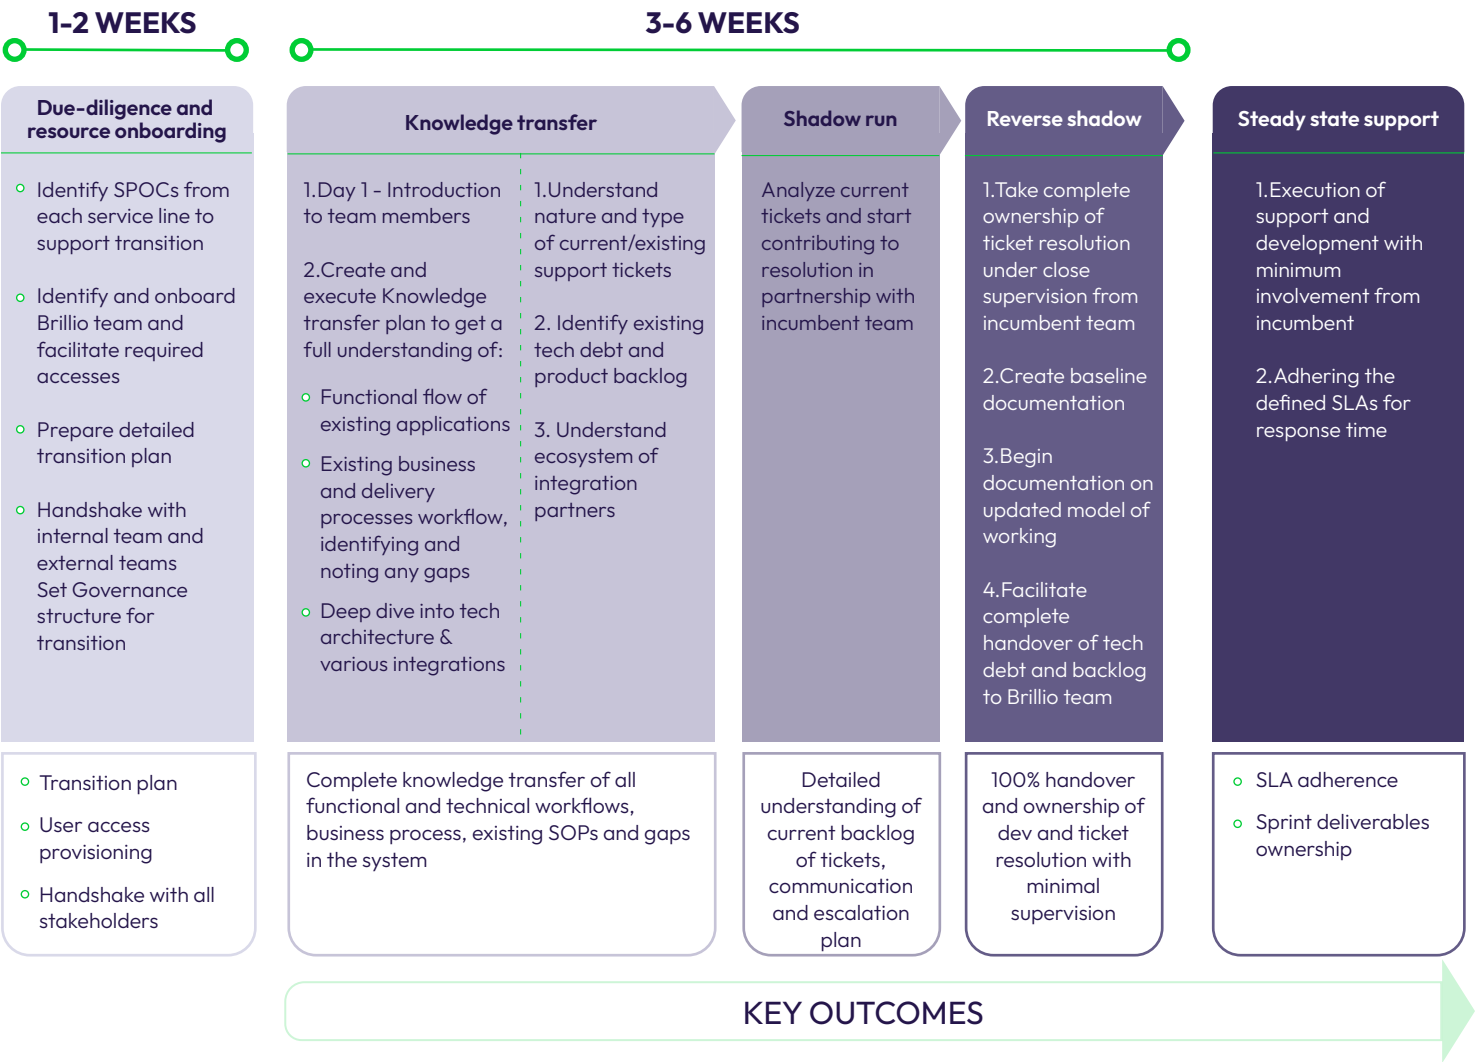 1-2 WEEKS
3-6 WEEKS
Due-diligence and
resource onboarding
Identify SPOCs from
each service line to
support transition
Identify and onboard
Brillio team and
facilitate required
accesses
Prepare detailed
transition plan
Handshake with
internal team and
external teams
Set Governance
structure for
transition
Transition plan
User access
provisioning
Handshake with all
stakeholders
Knowledge transfer
1.Day 1 - Introduction
to team members
2.Create and
execute Knowledge
transfer plan to get a
full understanding of:
Functional flow of
existing applications
Existing business
and delivery
processes workflow,
identifying and
noting any gaps
Deep dive into tech
architecture &
various integrations
1.Understand
nature and type
of current/existing
support tickets
2. Identify existing
tech debt and
product backlog
3. Understand
ecosystem of
integration
partners
Complete knowledge transfer of all
functional and technical workflows,
business process, existing SOPs and gaps
in the system
Shadow run
Analyze current
tickets and start
contributing to
resolution in
partnership with
incumbent team
Detailed
understanding of
current backlog
of tickets,
communication
and escalation
plan
Reverse shadow
1.Take complete
ownership of
ticket resolution
under close
supervision from
incumbent team
2.Create baseline
documentation
3.Begin
documentation on
updated model of
working
4.Facilitate
complete
handover of tech
debt and backlog
to Brillio team
100% handover
and ownership of
dev and ticket
resolution with
minimal
supervision
Steady state support
1.Execution of
support and
development with
minimum
involvement from
incumbent
2.Adhering the
defined SLAs for
response time
SLA adherence
Sprint deliverables
ownership
KEY OUTCOMES